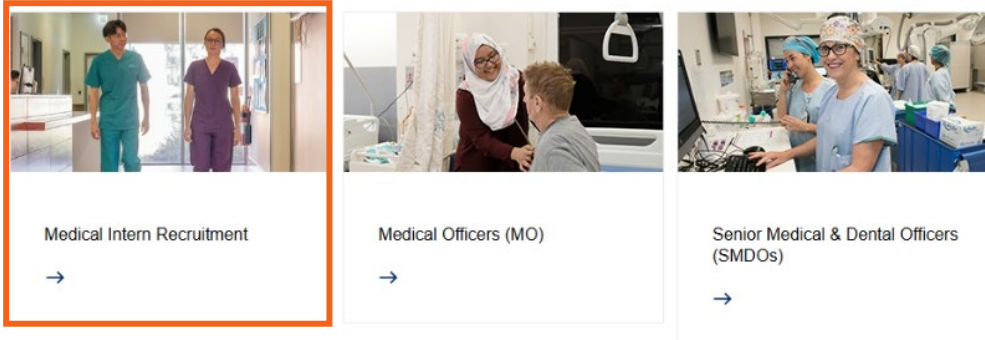 Medical Intern Recruitment
Medical Officers (MO)
Senior Medical & Dental Officers
(SMDOs)